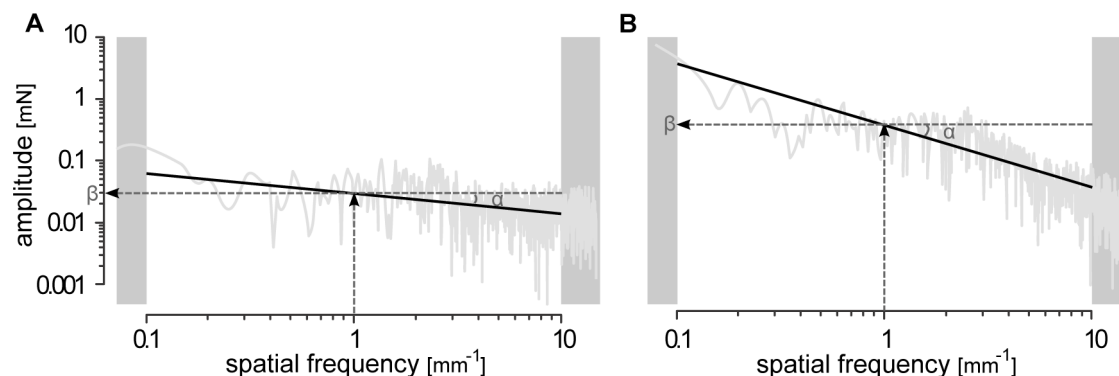 A
B
amplitude [mN]
10
1
0.1
0.01
0.001
β
α
0.1
1
10
spatial frequency [mm⁻¹]
β
α
0.1
1
10
spatial frequency [mm⁻¹]